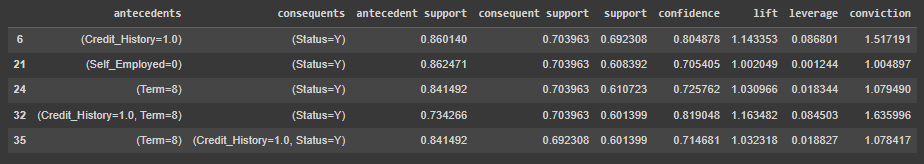 antecedents consequents antecedent support consequent support support confidence lift leverage conviction
6 (Credit_History=1.0) (Status=Y) 0.860140 0.703963 0.692308 0.804878 1.143353 0.086801 1.517191
21 (Self_Employed=0) (Status=Y) 0.862471 0.703963 0.608392 0.705405 1.002049 0.001244 1.004897
24 (Term=8) (Status=Y) 0.841492 0.703963 0.610723 0.725762 1.030966 0.018344 1.079490
32 (Credit_History=1.0, Term=8) (Status=Y) 0.734266 0.703963 0.601399 0.819048 1.163482 0.084503 1.635996
35 (Term=8) (Credit_History=1.0, Status=Y) 0.841492 0.692308 0.601399 0.714681 1.032318 0.018827 1.078417